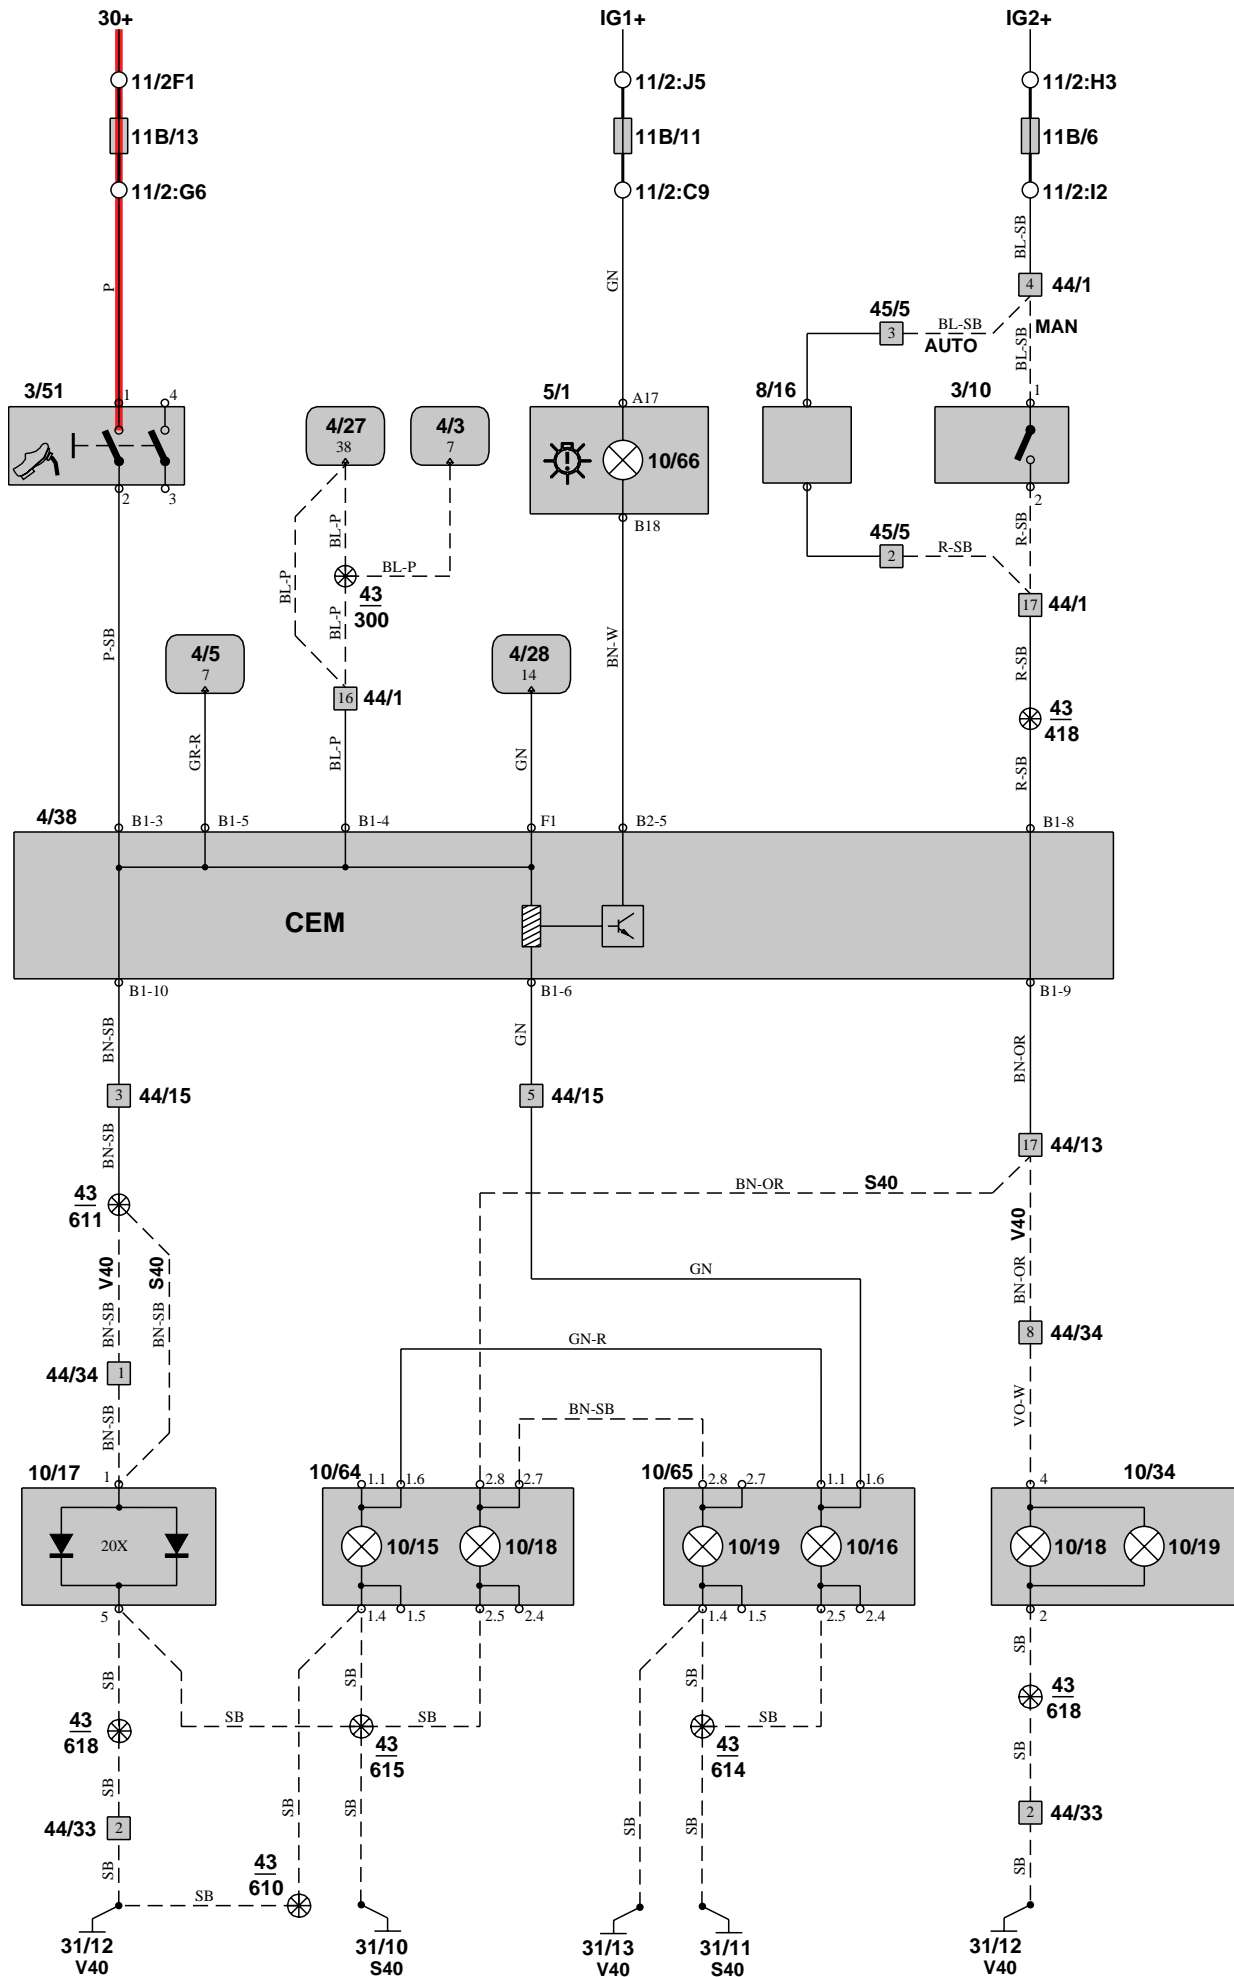 30+ IG1+ IG2+
11/2F1 11/2:J5 11/2:H3
11B/13 11B/11 11B/6
11/2:G6 11/2:C9 11/2:I2
BL-SB
P GN
4 44/1
45/5
3 BL-SB MAN
AUTO BL-SB
3/51 1 4 5/1 A17 8/16 3/10 1
4/27 4/3
38 7
10/66
2 3 2
B18
BL-P R-SB
45/5
2 R-SB
BL-P BL-P
43
300
17 44/1
P-SB BL-P BN-W
4/5 4/28
7 14
R-SB
16 44/1
43
418
GR-R BL-P GN R-SB
4/38 B1-3 B1-5 B1-4 F1 B2-5 B1-8
CEM
B1-10 B1-6 B1-9
BN-SB GN BN-OR
3 44/15 5 44/15
BN-SB 17 44/13
BN-OR S40
43
611
V40 S40 V40
GN
BN-OR
BN-SB BN-SB
8 44/34
GN-R
44/34 1
VO-W
BN-SB
BN-SB
10/17 1 10/64 1.1 1.6 2.8 2.7 10/65 2.8 2.7 1.1 1.6 4 10/34
20X 10/15 10/18 10/19 10/16 10/18 10/19
5 1.4 1.5 2.5 2.4 1.4 1.5 2.5 2.4 2
SB SB SB SB
43
618
SB SB SB
43
618
43
615
43
614
SB SB
SB SB SB SB
44/33 2 2 44/33
SB SB
43
610
SB
31/12
V40
31/10
S40
31/13
V40
31/11
S40
31/12
V40